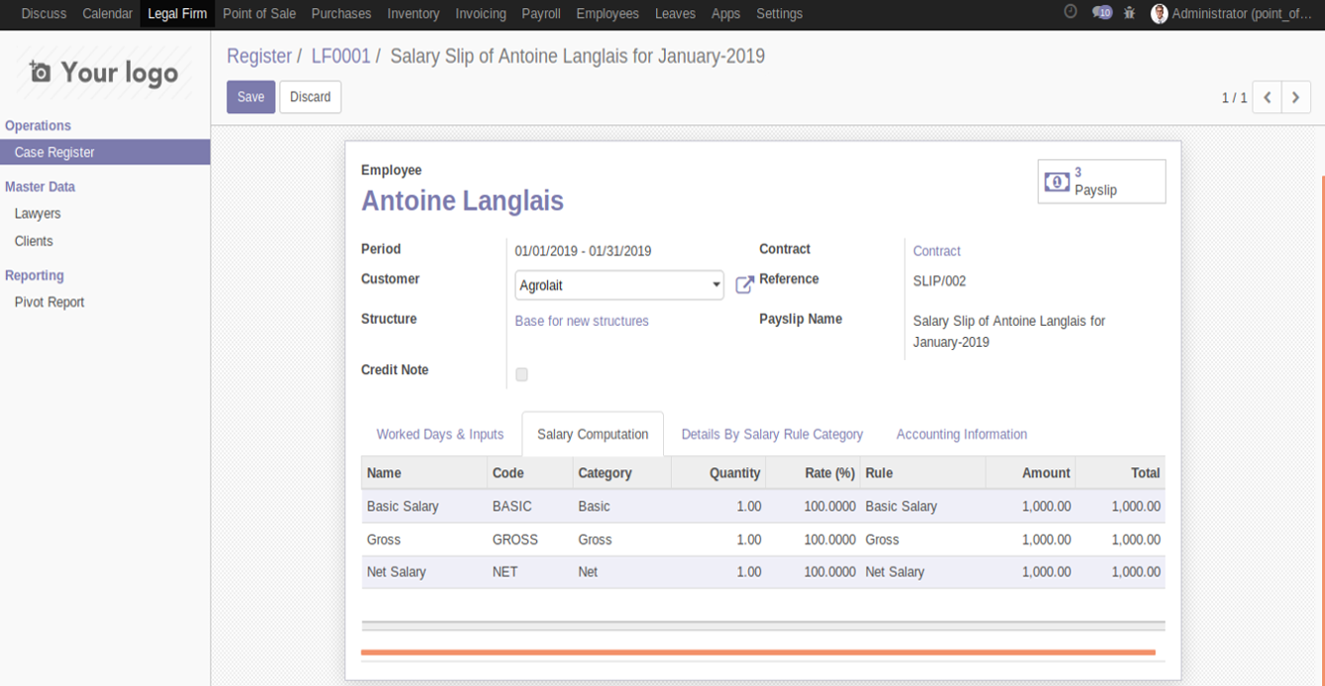 Discuss Calendar Legal Firm Point of Sale Purchases Inventory Invoicing Payroll Employees Leaves Apps Settings 10 Administrator (point_of...
Your logo
Register / LF0001 / Salary Slip of Antoine Langlais for January-2019
Save Discard
1 / 1
Operations
Case Register
Master Data
Lawyers
Clients
Reporting
Pivot Report
Employee
Antoine Langlais
3
Payslip
Period 01/01/2019 - 01/31/2019 Contract Contract
Customer Agrolait Reference SLIP/002
Structure Base for new structures Payslip Name Salary Slip of Antoine Langlais for
January-2019
Credit Note
Worked Days & Inputs Salary Computation Details By Salary Rule Category Accounting Information
Name Code Category Quantity Rate (%) Rule Amount Total
Basic Salary BASIC Basic 1.00 100.0000 Basic Salary 1,000.00 1,000.00
Gross GROSS Gross 1.00 100.0000 Gross 1,000.00 1,000.00
Net Salary NET Net 1.00 100.0000 Net Salary 1,000.00 1,000.00